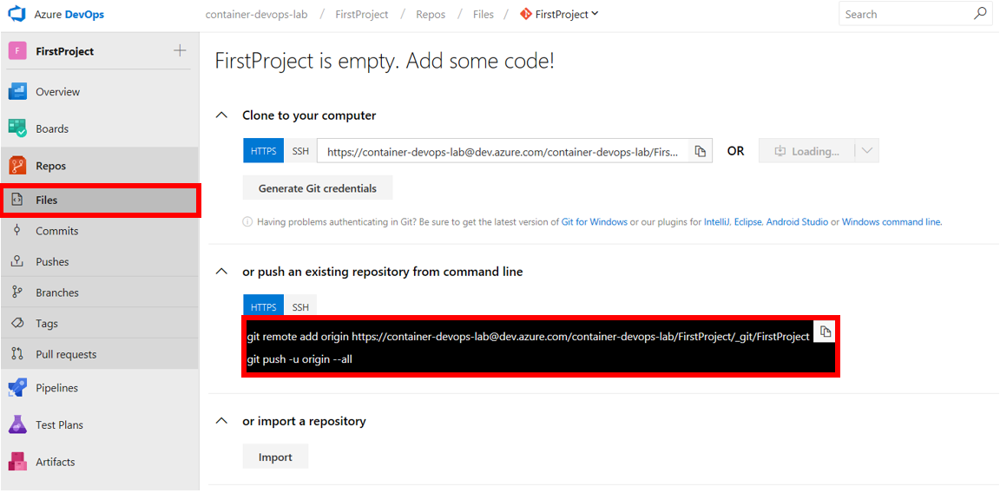 Azure DevOps
container-devops-lab / FirstProject / Repos / Files / FirstProject
Search
F FirstProject
Overview
Boards
Repos
Files
Commits
Pushes
Branches
Tags
Pull requests
Pipelines
Test Plans
Artifacts
FirstProject is empty. Add some code!
Clone to your computer
HTTPS SSH https://container-devops-lab@dev.azure.com/container-devops-lab/Firs... OR Loading...
Generate Git credentials
Having problems authenticating in Git? Be sure to get the latest version of Git for Windows or our plugins for IntelliJ, Eclipse, Android Studio or Windows command line.
or push an existing repository from command line
HTTPS SSH
git remote add origin https://container-devops-lab@dev.azure.com/container-devops-lab/FirstProject/_git/FirstProject
git push -u origin --all
or import a repository
Import